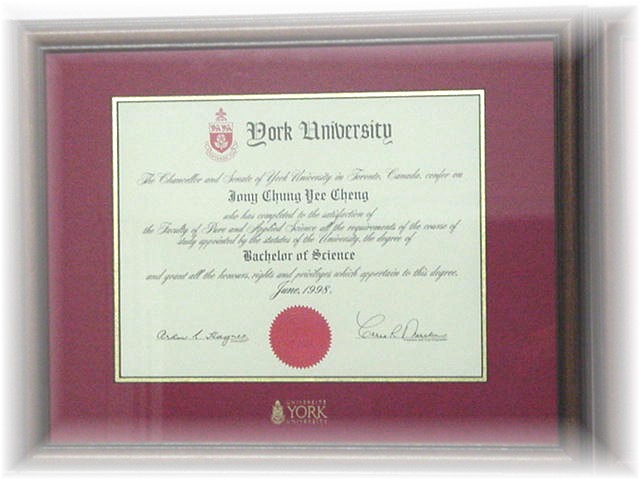 York University
The Chancellor and Senate of York University in Toronto, Canada, confer on
Jony Chung Yee Cheng
who has completed to the satisfaction of
the Faculty of Pure and Applied Science all the requirements of the course of
study appointed by the statutes of the University, the degree of
Bachelor of Science
and grant all the honours, rights and privileges which appertain to this degree.
June, 1998.
UNIVERSITÉ
YORK
UNIVERSITY